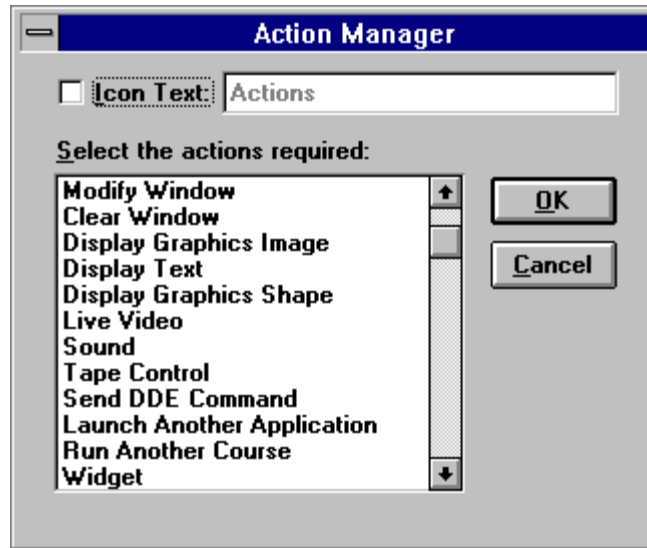 Action Manager
Icon Text: Actions
Select the actions required:
Modify Window
Clear Window
Display Graphics Image
Display Text
Display Graphics Shape
Live Video
Sound
Tape Control
Send DDE Command
Launch Another Application
Run Another Course
Widget
OK
Cancel